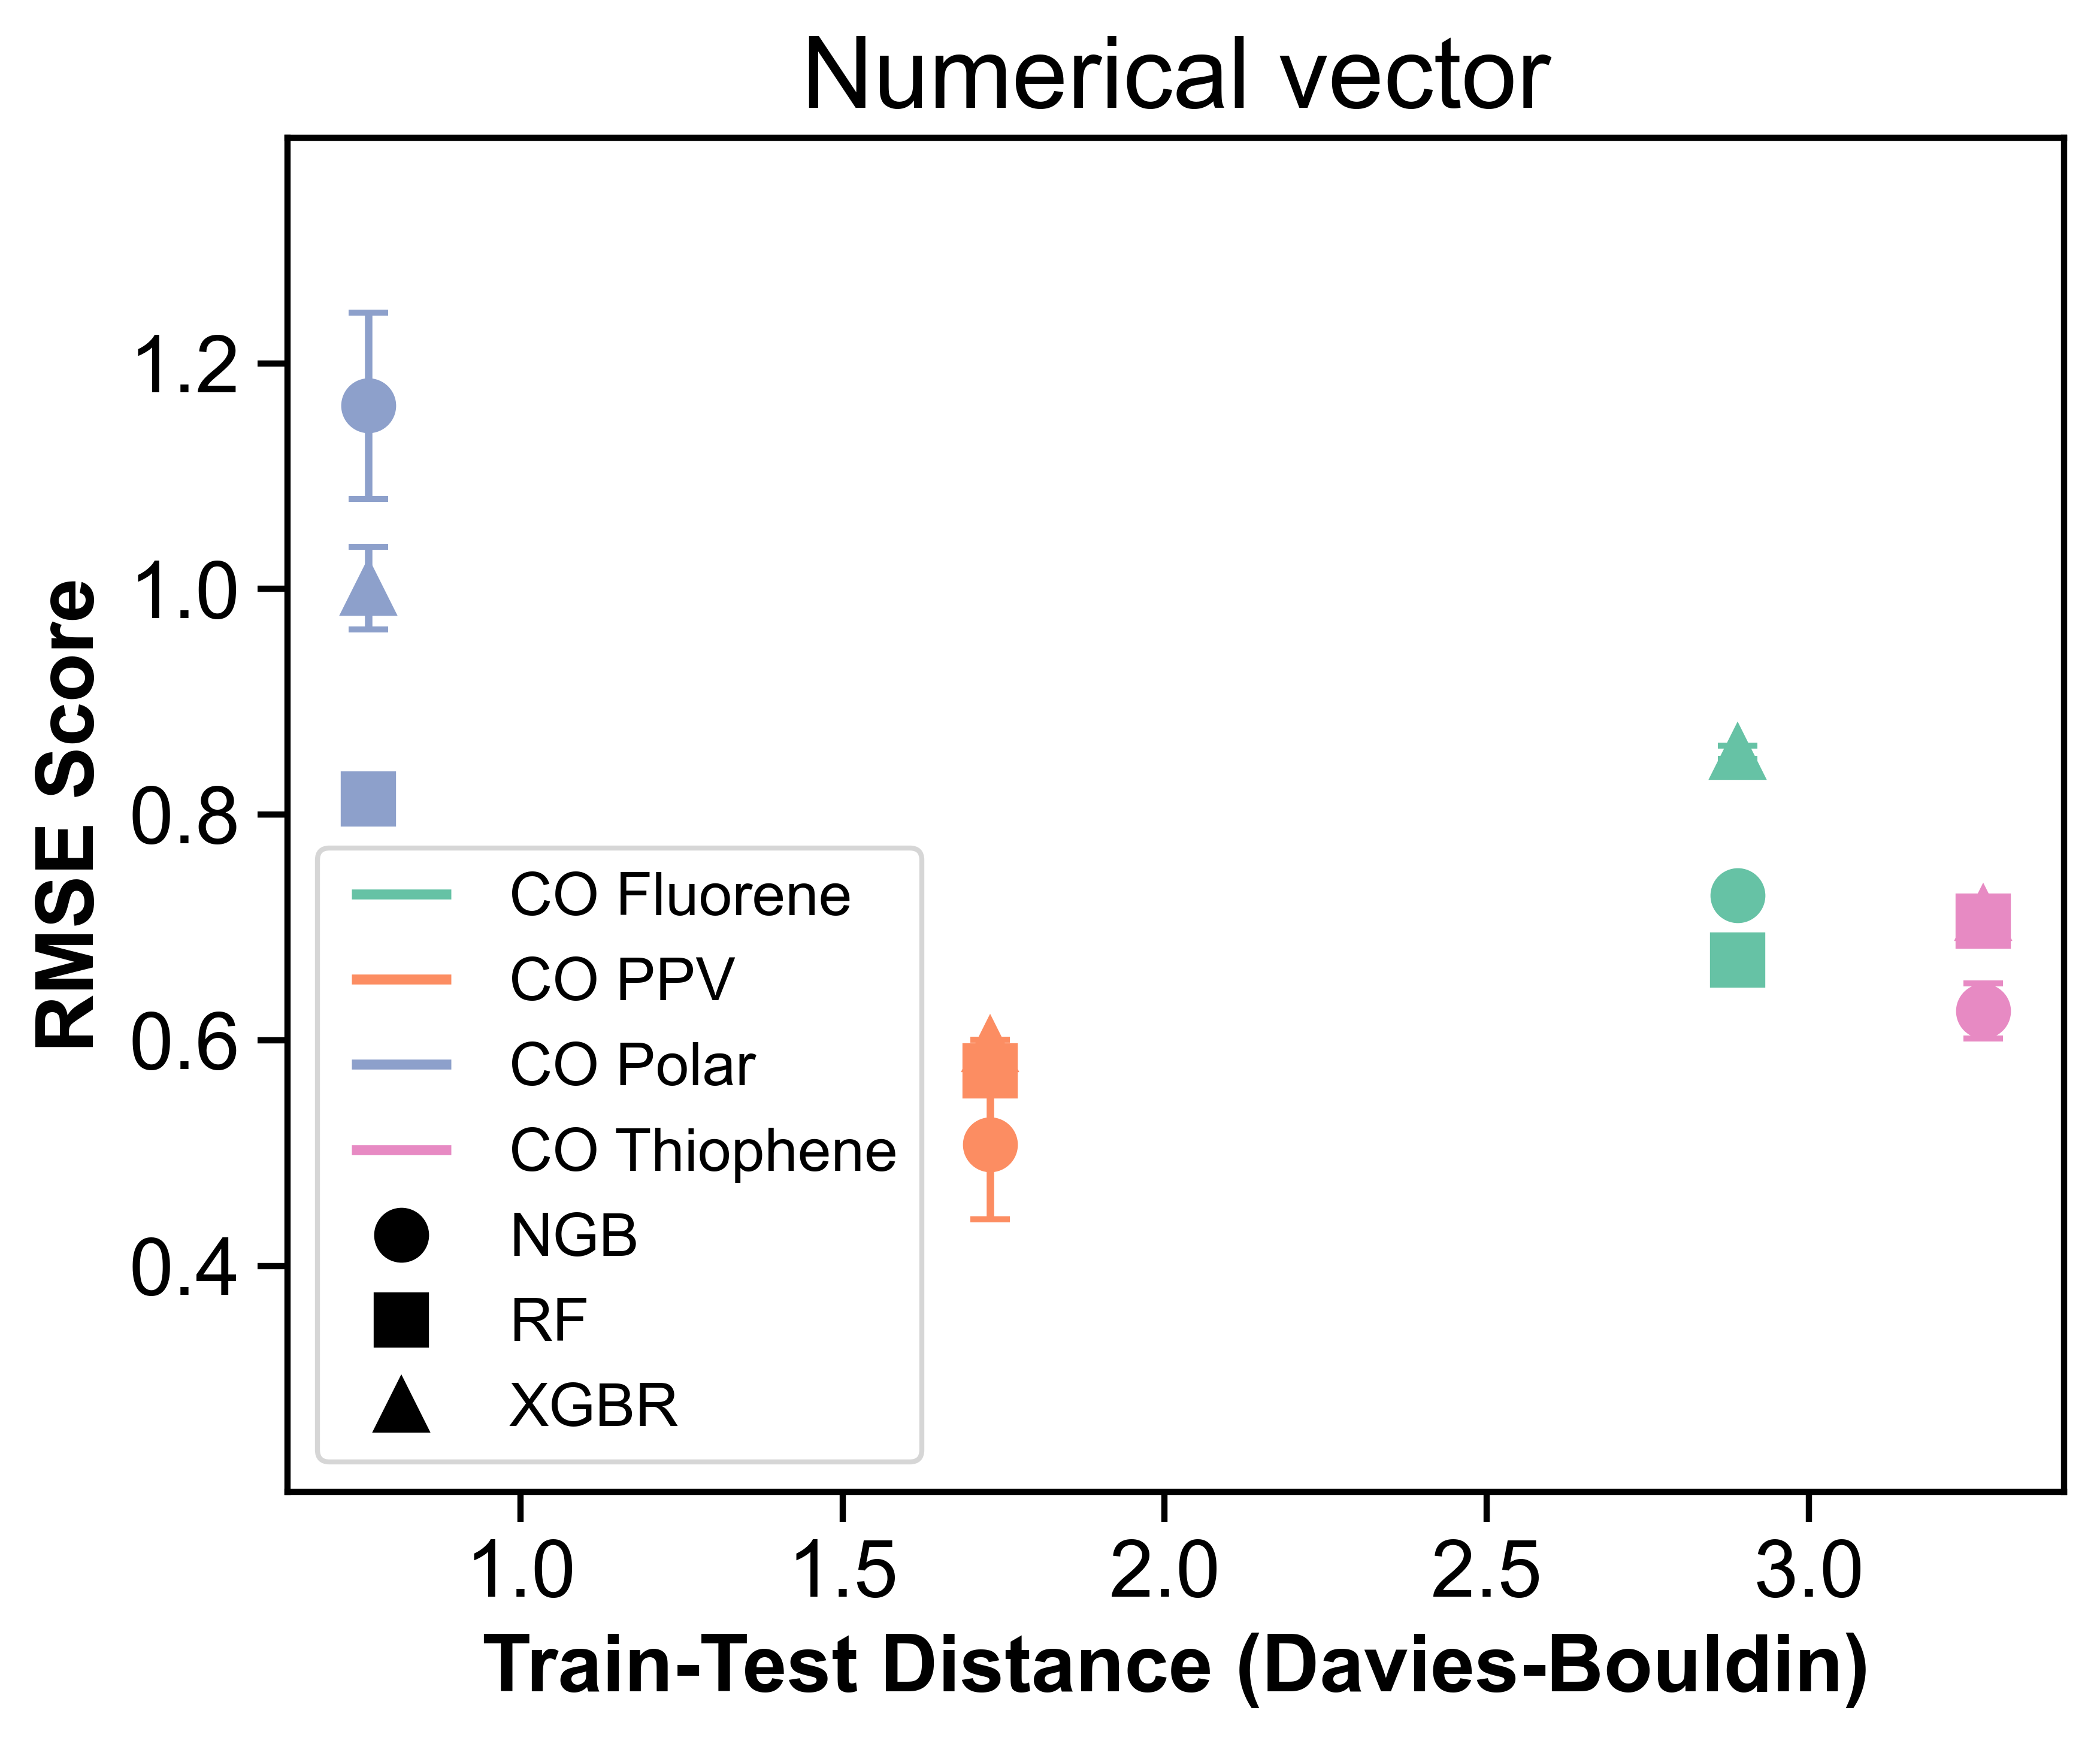 Numerical vector
1.2
1.0
0.8
0.6
0.4
RMSE Score
CO Fluorene
CO PPV
CO Polar
CO Thiophene
NGB
RF
XGBR
1.0 1.5 2.0 2.5 3.0
Train-Test Distance (Davies-Bouldin)